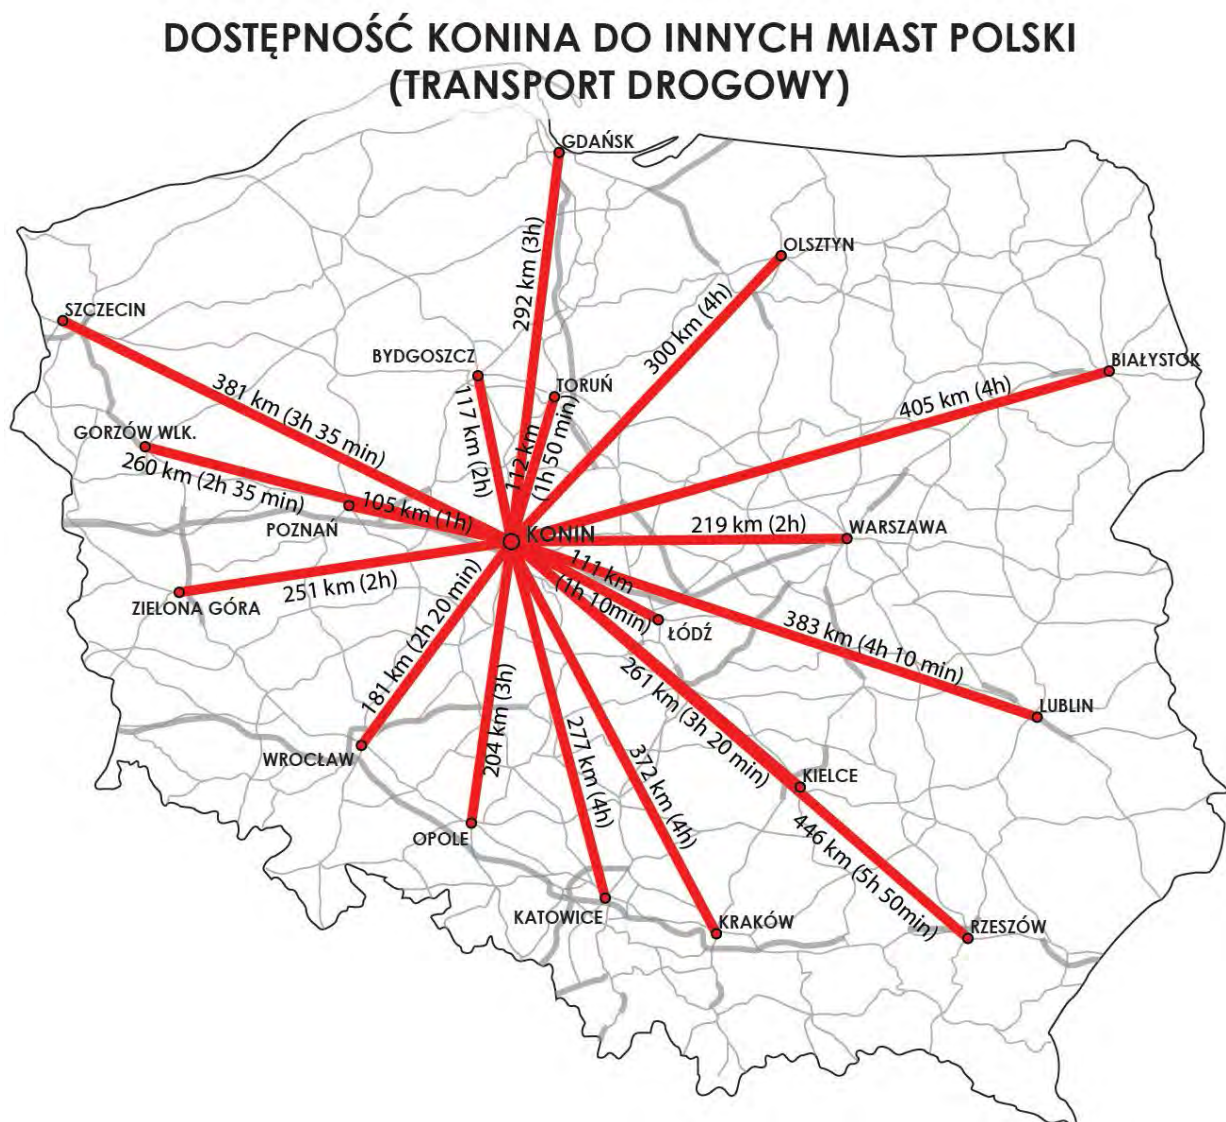 DOSTĘPNOŚĆ KONINA DO INNYCH MIAST POLSKI
(TRANSPORT DROGOWY)
GDAŃSK
292 km (3h)
OLSZTYN
300 km (4h)
SZCZECIN
381 km (3h 35 min)
BYDGOSZCZ
117 km (2h)
TORUŃ
112 km
(1h 50 min)
BIAŁYSTOK
405 km (4h)
GORZÓW WLK.
260 km (2h 35 min)
POZNAŃ
105 km (1h)
KONIN
219 km (2h)
WARSZAWA
ZIELONA GÓRA
251 km (2h)
111 km
(1h 10min)
ŁÓDŹ
383 km (4h 10 min)
LUBLIN
181 km (2h 20 min)
WROCŁAW
204 km (3h)
OPOLE
277 km (4h)
KATOWICE
372 km (4h)
KRAKÓW
261 km (3h 20 min)
KIELCE
446 km (5h 50min)
RZESZÓW